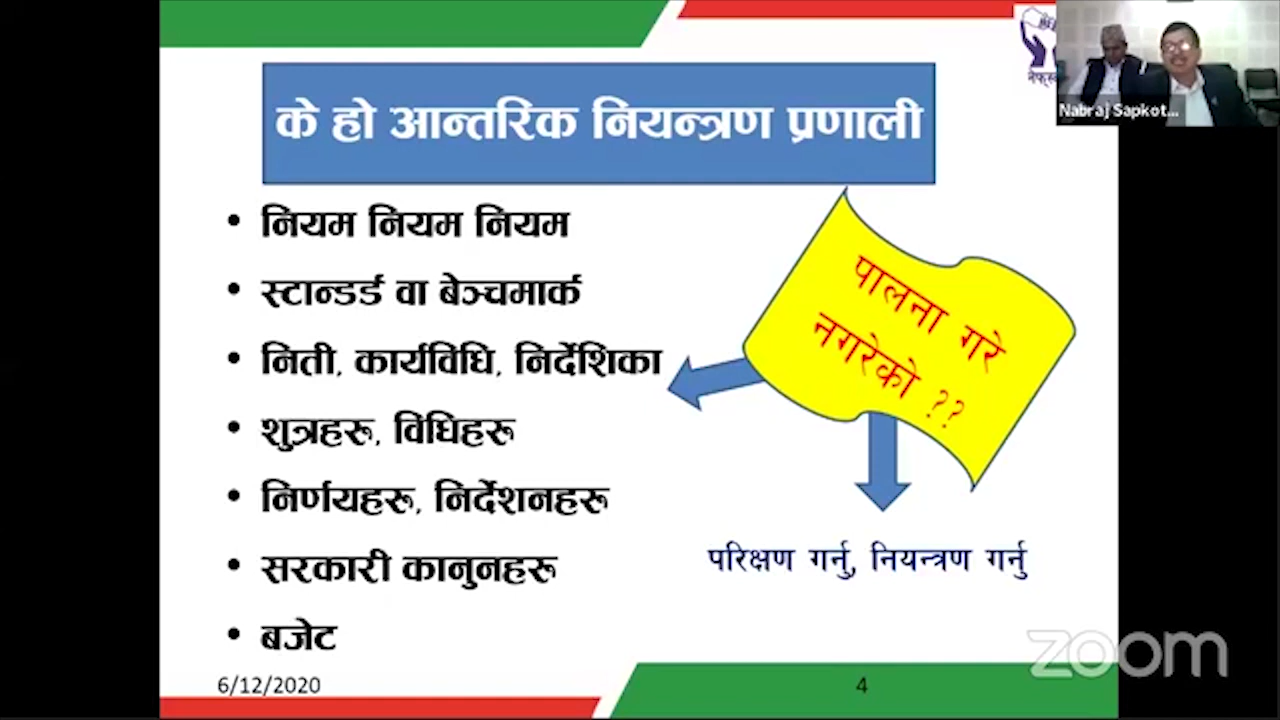 के हो आन्तरिक नियन्त्रण प्रणाली
Nabraj Sapkot...
• नियम नियम नियम
• स्टान्डर्ड वा बेञ्चमार्क
• निती, कार्यविधि, निर्देशिका
• शुत्रहरू, विधिहरू
• निर्णयहरू, निर्देशनहरू
• सरकारी कानुनहरू
• बजेट
पालना गरे
नगरेको ??
परिक्षण गर्नु, नियन्त्रण गर्नु
6/12/2020
4
zoom